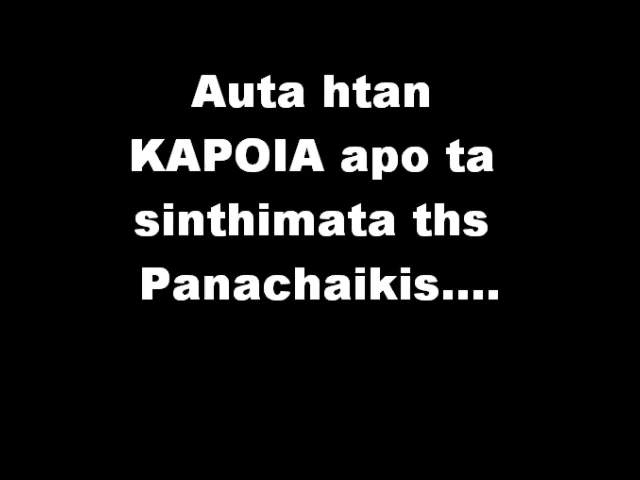 Auta htan
KAPOIA apo ta
sinthimata ths
Panachaikis....